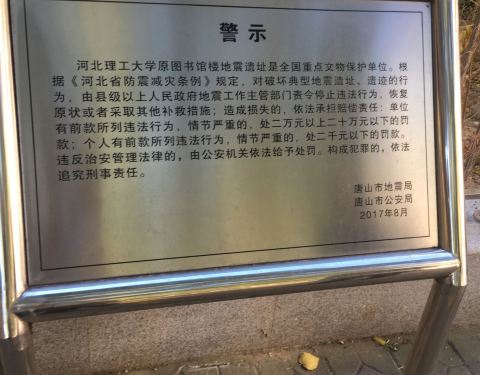 警示
河北理工大学原图书馆楼地震遗址是全国重点文物保护单位。根
据《河北省防震减灾条例》规定，对破坏典型地震遗址、遗迹的行
为，由县级以上人民政府地震工作主管部门责令停止违法行为，恢复
原状或者采取其他补救措施；造成损失的，依法承担赔偿责任；单位
有前款所列违法行为，情节严重的，处二万元以上二十万元以下的罚
款；个人有前款所列违法行为，情节严重的，处二千元以下的罚款。
违反治安管理法律的，由公安机关依法给予处罚。构成犯罪的，依法
追究刑事责任。
唐山市地震局
唐山市公安局
2017年8月